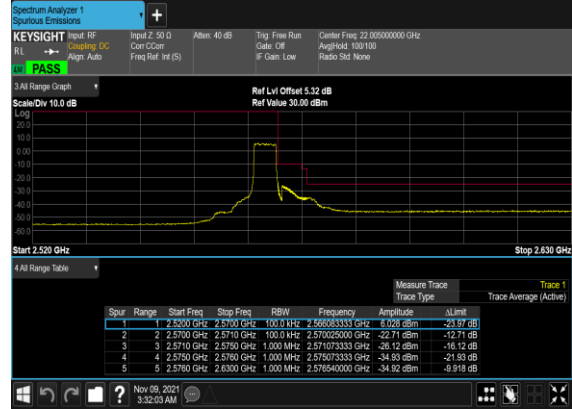 Spectrum Analyzer 1
Spurious Emissions
KEYSIGHT Input: RF Input Z: 50 Ω Atten: 40 dB Trig: Free Run Center Freq: 22.005000000 GHz
RL Coupling: DC Corr CCorr Gate: Off Avg|Hold: 100/100
Align: Auto Freq Ref: Int (S) IF Gain: Low Radio Std: None
PASS
3 All Range Graph
Ref Lvl Offset 5.32 dB
Scale/Div 10.0 dB Ref Value 30.00 dBm
Log
20.0
10.0
0.00
-10.0
-20.0
-30.0
-40.0
-50.0
-60.0
Start 2.520 GHz Stop 2.630 GHz
4 All Range Table
Measure Trace Trace 1
Trace Type Trace Average (Active)
Spur Range Start Freq Stop Freq RBW Frequency Amplitude ΔLimit
1 1 2.5200 GHz 2.5700 GHz 100.0 kHz 2.566083333 GHz 6.028 dBm -23.97 dB
2 2 2.5700 GHz 2.5710 GHz 100.0 kHz 2.570025000 GHz -22.71 dBm -12.71 dB
3 3 2.5710 GHz 2.5750 GHz 1.000 MHz 2.571073333 GHz -26.12 dBm -16.12 dB
4 4 2.5750 GHz 2.5760 GHz 1.000 MHz 2.575073333 GHz -34.93 dBm -21.93 dB
5 5 2.5760 GHz 2.6300 GHz 1.000 MHz 2.576540000 GHz -34.92 dBm -9.918 dB
Nov 09, 2021
3:32:03 AM